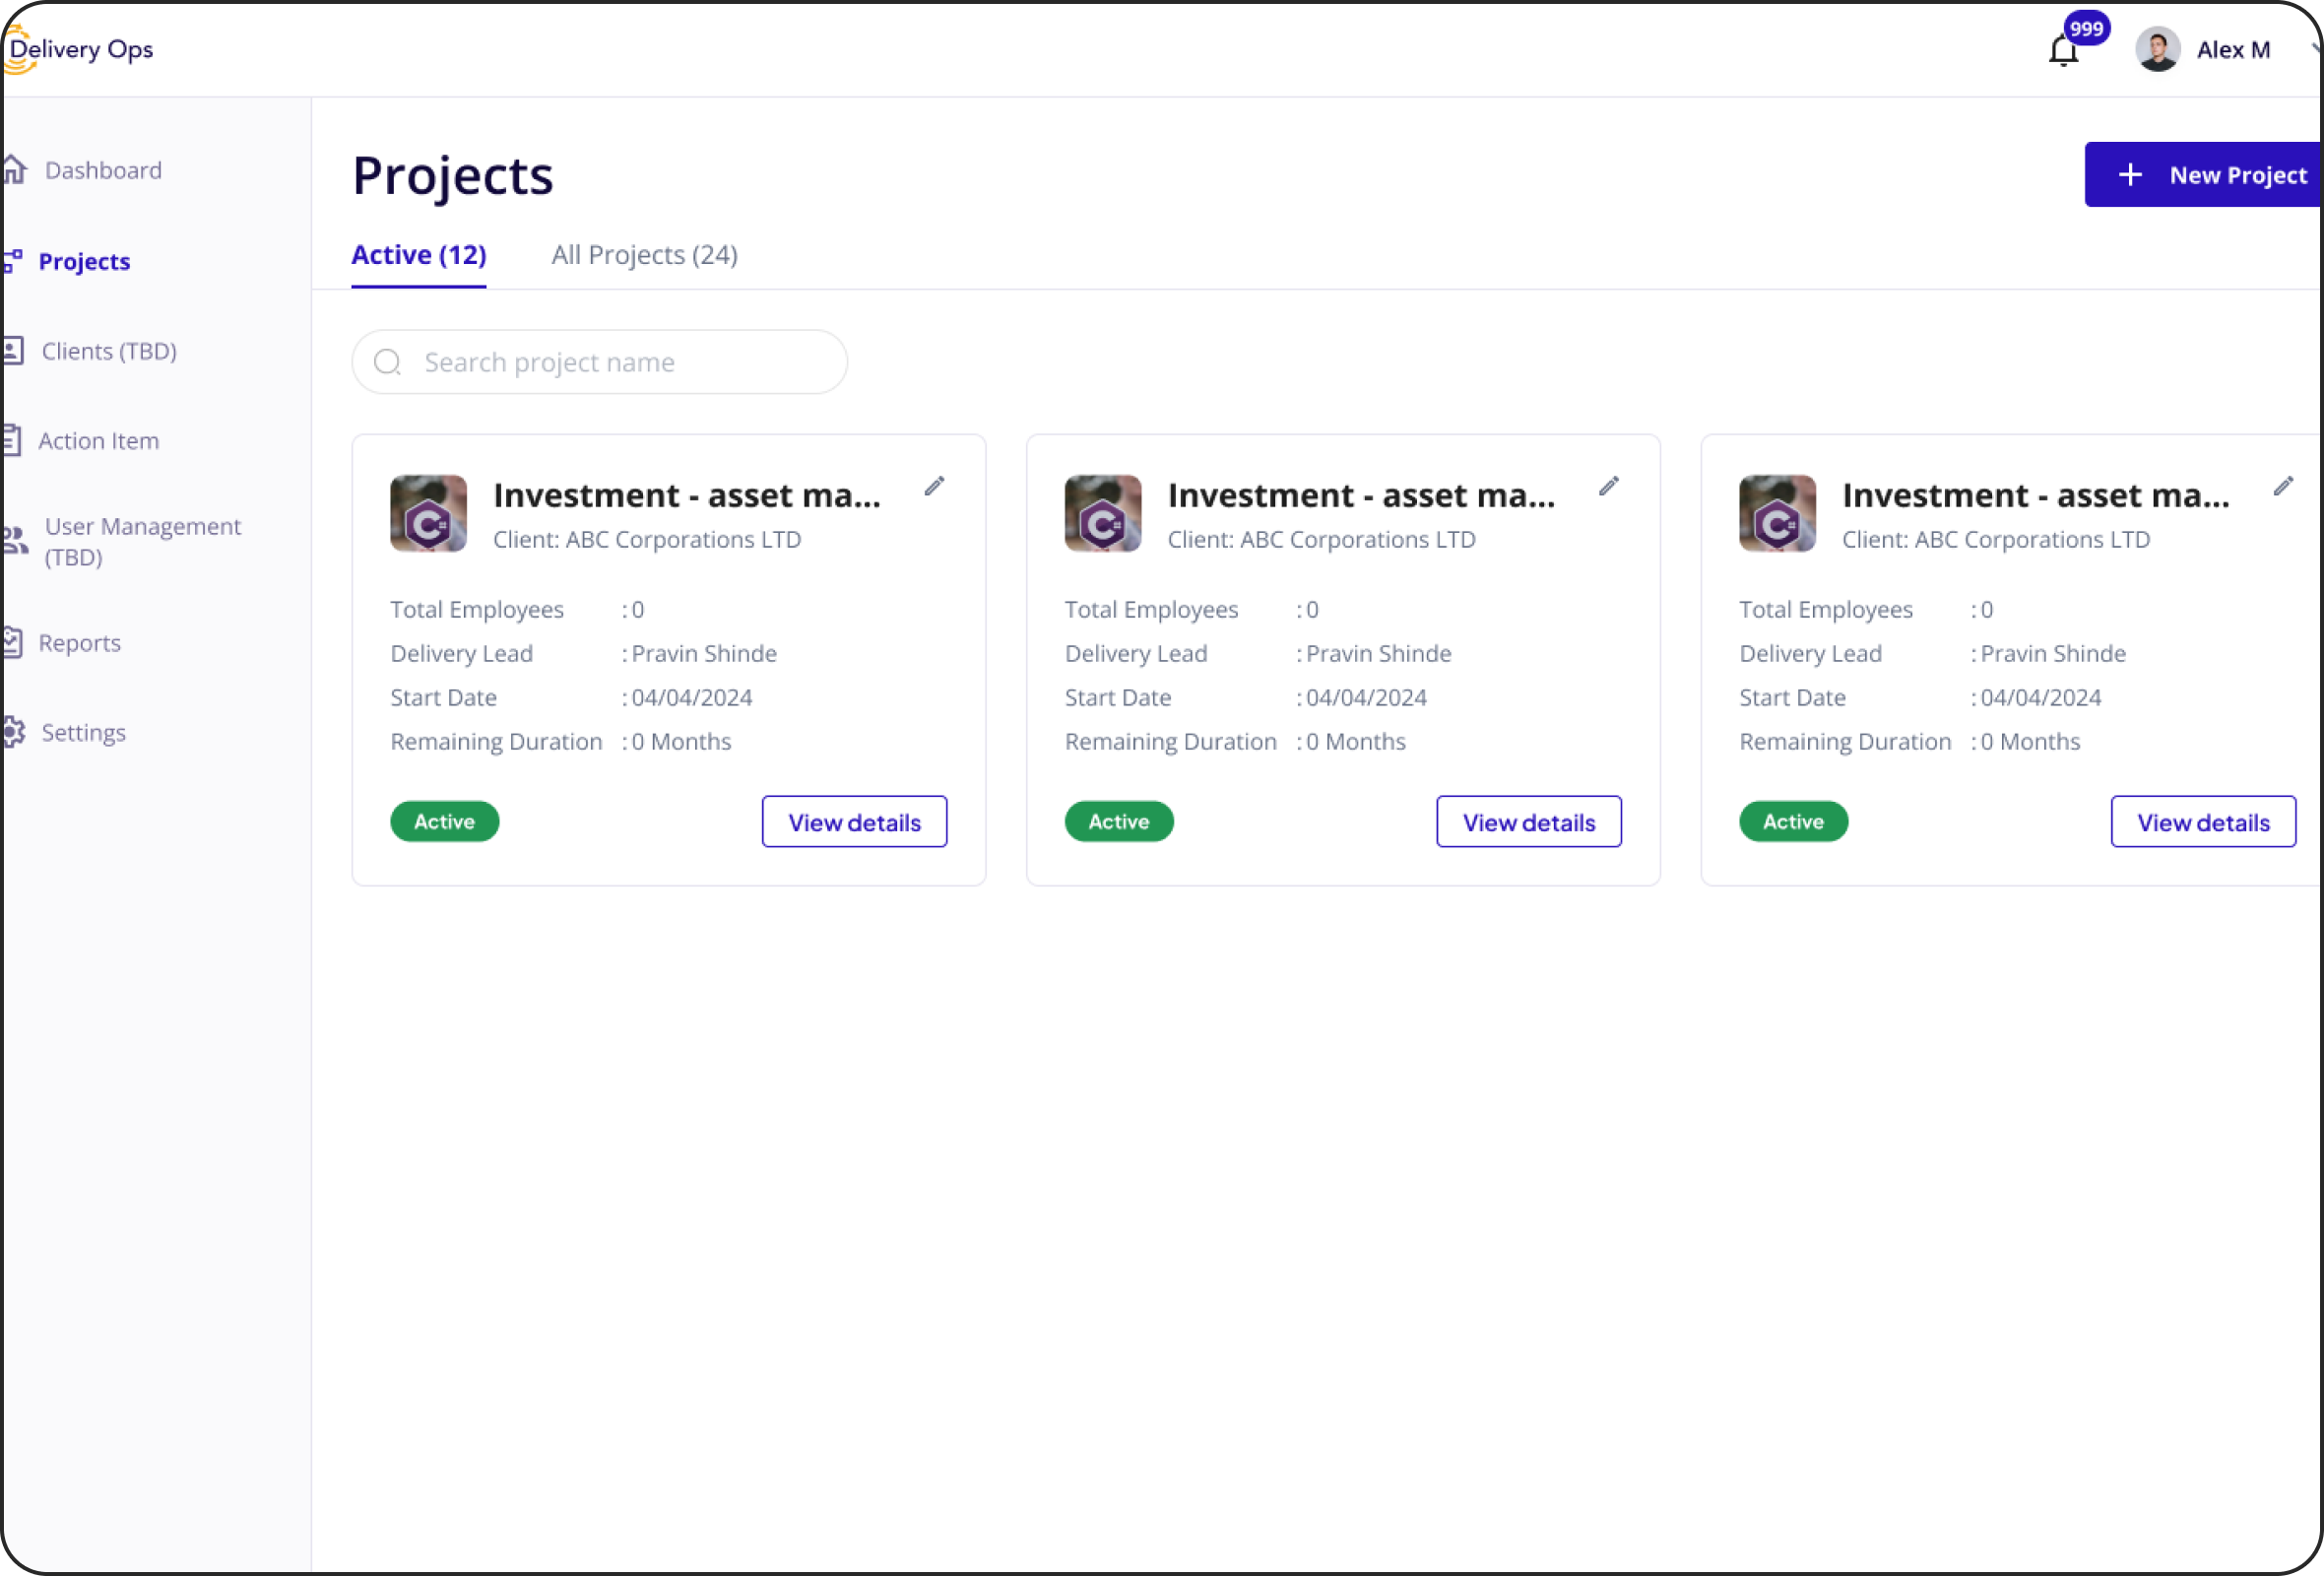 Delivery Ops
999
Alex M
Dashboard
Projects
Clients (TBD)
Action Item
User Management
(TBD)
Reports
Settings
Projects
+ New Project
Active (12)
All Projects (24)
Search project name
Investment - asset ma...
Client: ABC Corporations LTD
Total Employees : 0
Delivery Lead : Pravin Shinde
Start Date : 04/04/2024
Remaining Duration : 0 Months
Active
View details
Investment - asset ma...
Client: ABC Corporations LTD
Total Employees : 0
Delivery Lead : Pravin Shinde
Start Date : 04/04/2024
Remaining Duration : 0 Months
Active
View details
Investment - asset ma...
Client: ABC Corporations LTD
Total Employees : 0
Delivery Lead : Pravin Shinde
Start Date : 04/04/2024
Remaining Duration : 0 Months
Active
View details